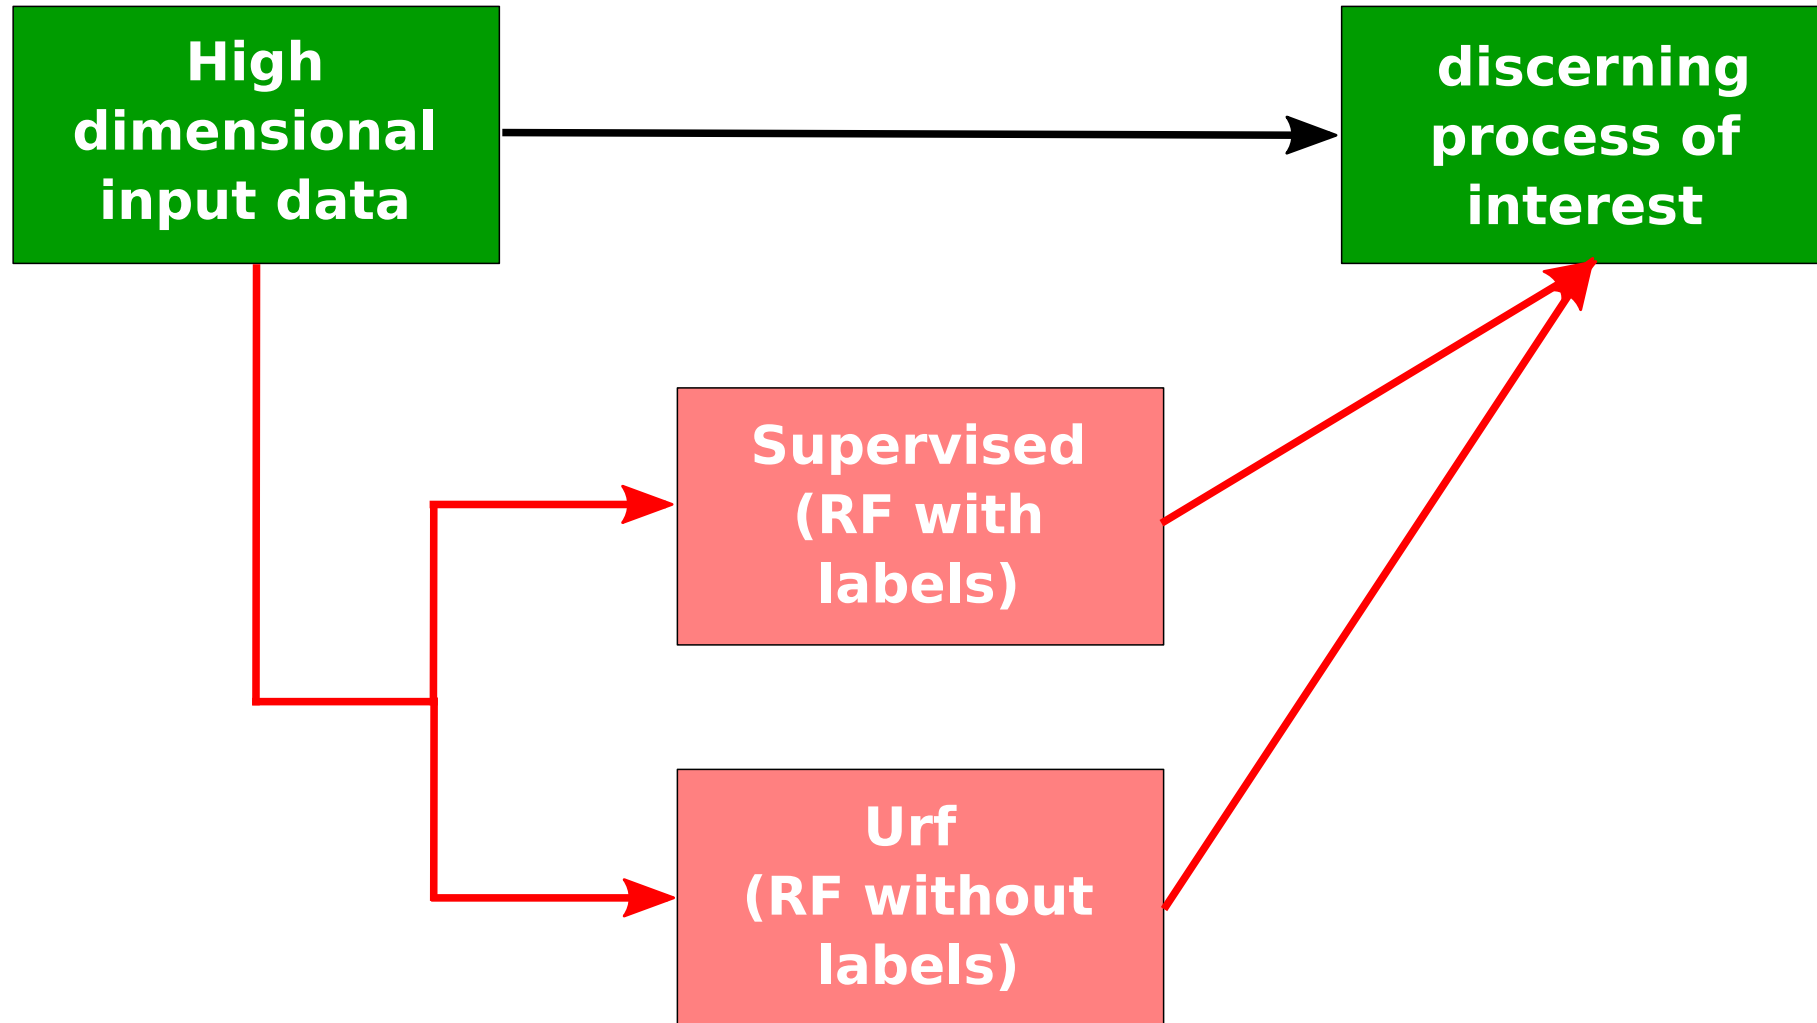 High
dimensional
input data
discerning
process of
interest
Supervised
(RF with
labels)
Urf
(RF without
labels)